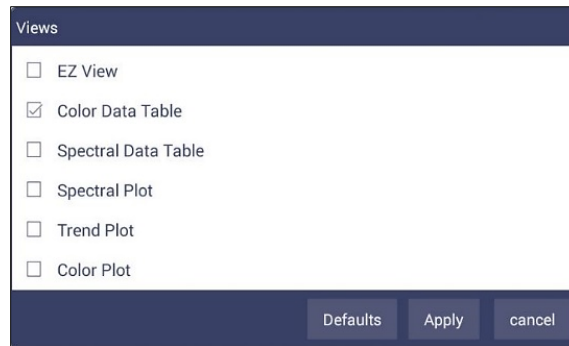 Views
EZ View
Color Data Table
Spectral Data Table
Spectral Plot
Trend Plot
Color Plot
Defaults Apply cancel